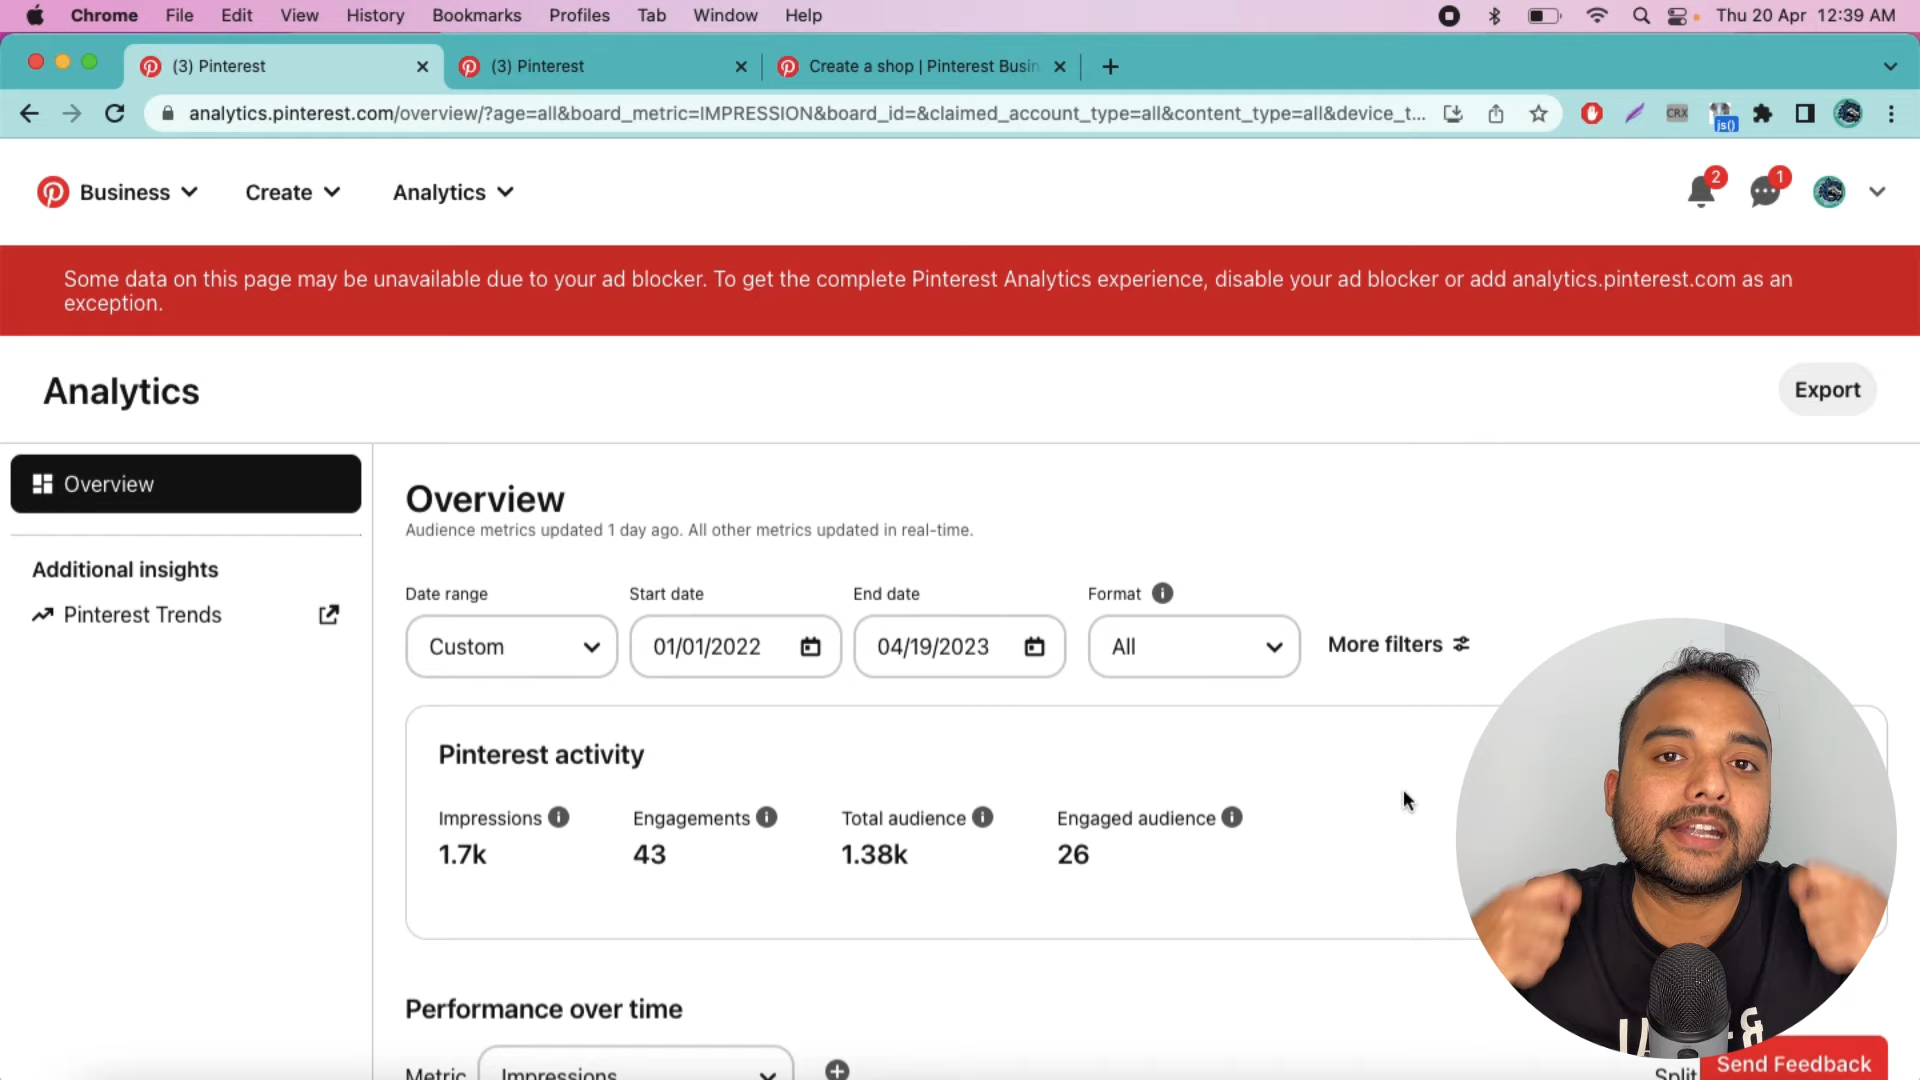 Chrome File Edit View History Bookmarks Profiles Tab Window Help Thu 20 Apr 12:39 AM
(3) Pinterest (3) Pinterest Create a shop | Pinterest Busin
analytics.pinterest.com/overview/?age=all&board_metric=IMPRESSION&board_id=&claimed_account_type=all&content_type=all&device_t...
CRX js()
Business Create Analytics 2 1
Some data on this page may be unavailable due to your ad blocker. To get the complete Pinterest Analytics experience, disable your ad blocker or add analytics.pinterest.com as an
exception.
Analytics Export
Overview
Additional insights
Pinterest Trends
Overview
Audience metrics updated 1 day ago. All other metrics updated in real-time.
Date range Start date End date Format
Custom 01/01/2022 04/19/2023 All More filters
Pinterest activity
Impressions Engagements Total audience Engaged audience
1.7k 43 1.38k 26
Performance over time
Metric Impressions Split
Send Feedback